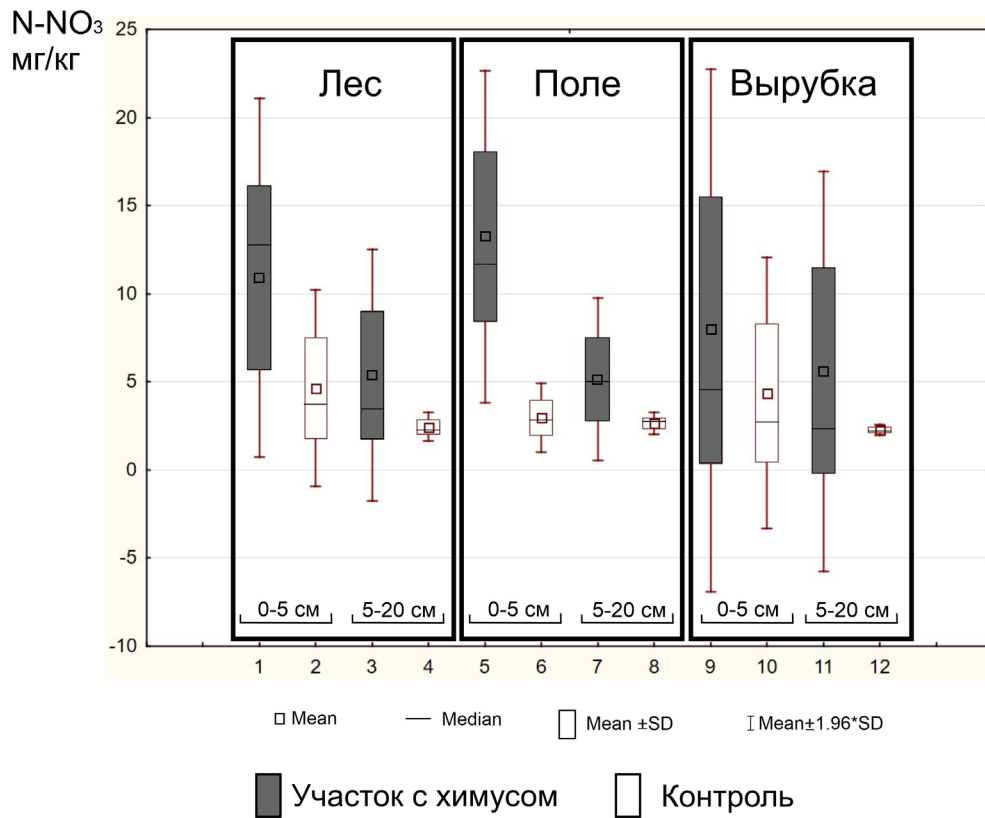 N-NO3
мг/кг
25
20
15
10
5
0
-5
-10
Лес
Поле
Вырубка
0-5 см
5-20 см
0-5 см
5-20 см
0-5 см
5-20 см
1 2 3 4 5 6 7 8 9 10 11 12
Mean Median Mean ±SD Mean±1.96*SD
Участок с химусом Контроль